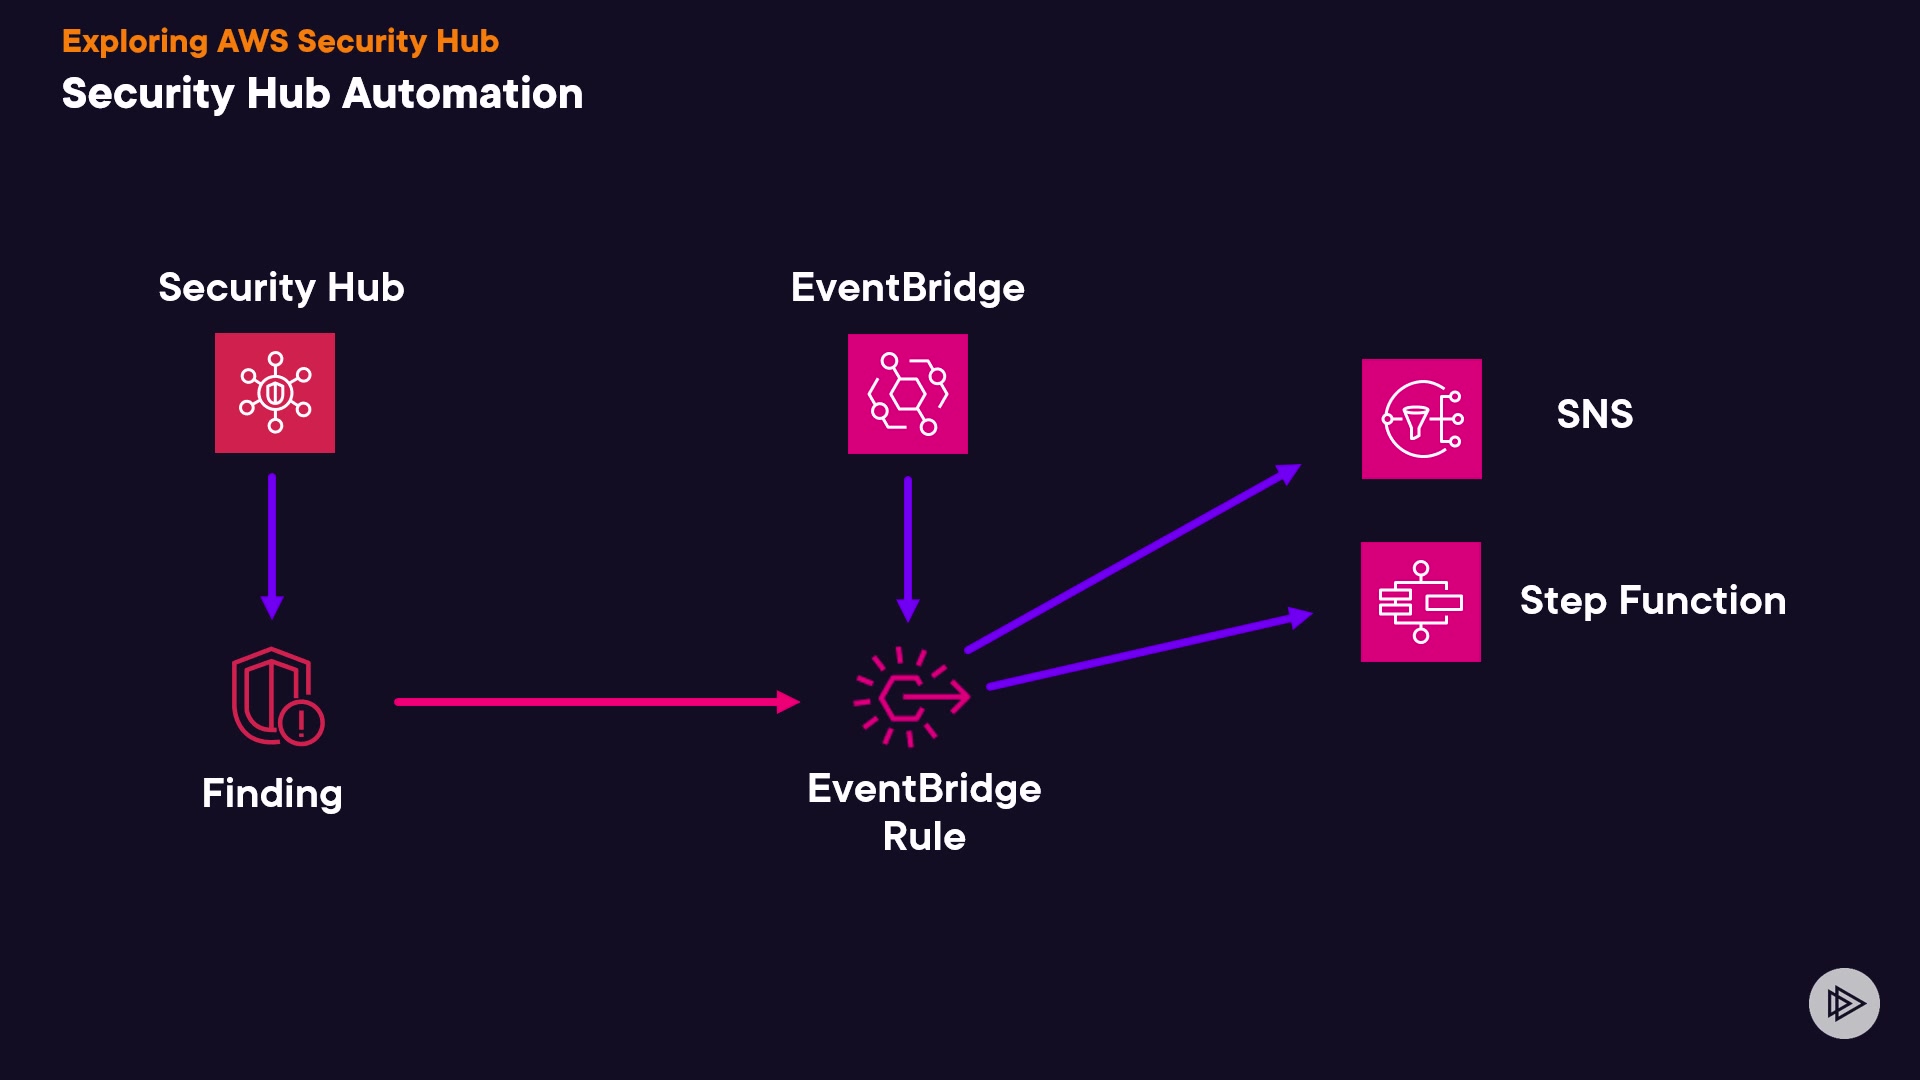 Exploring AWS Security Hub
Security Hub Automation
Security Hub
EventBridge
SNS
Step Function
Finding
EventBridge
Rule